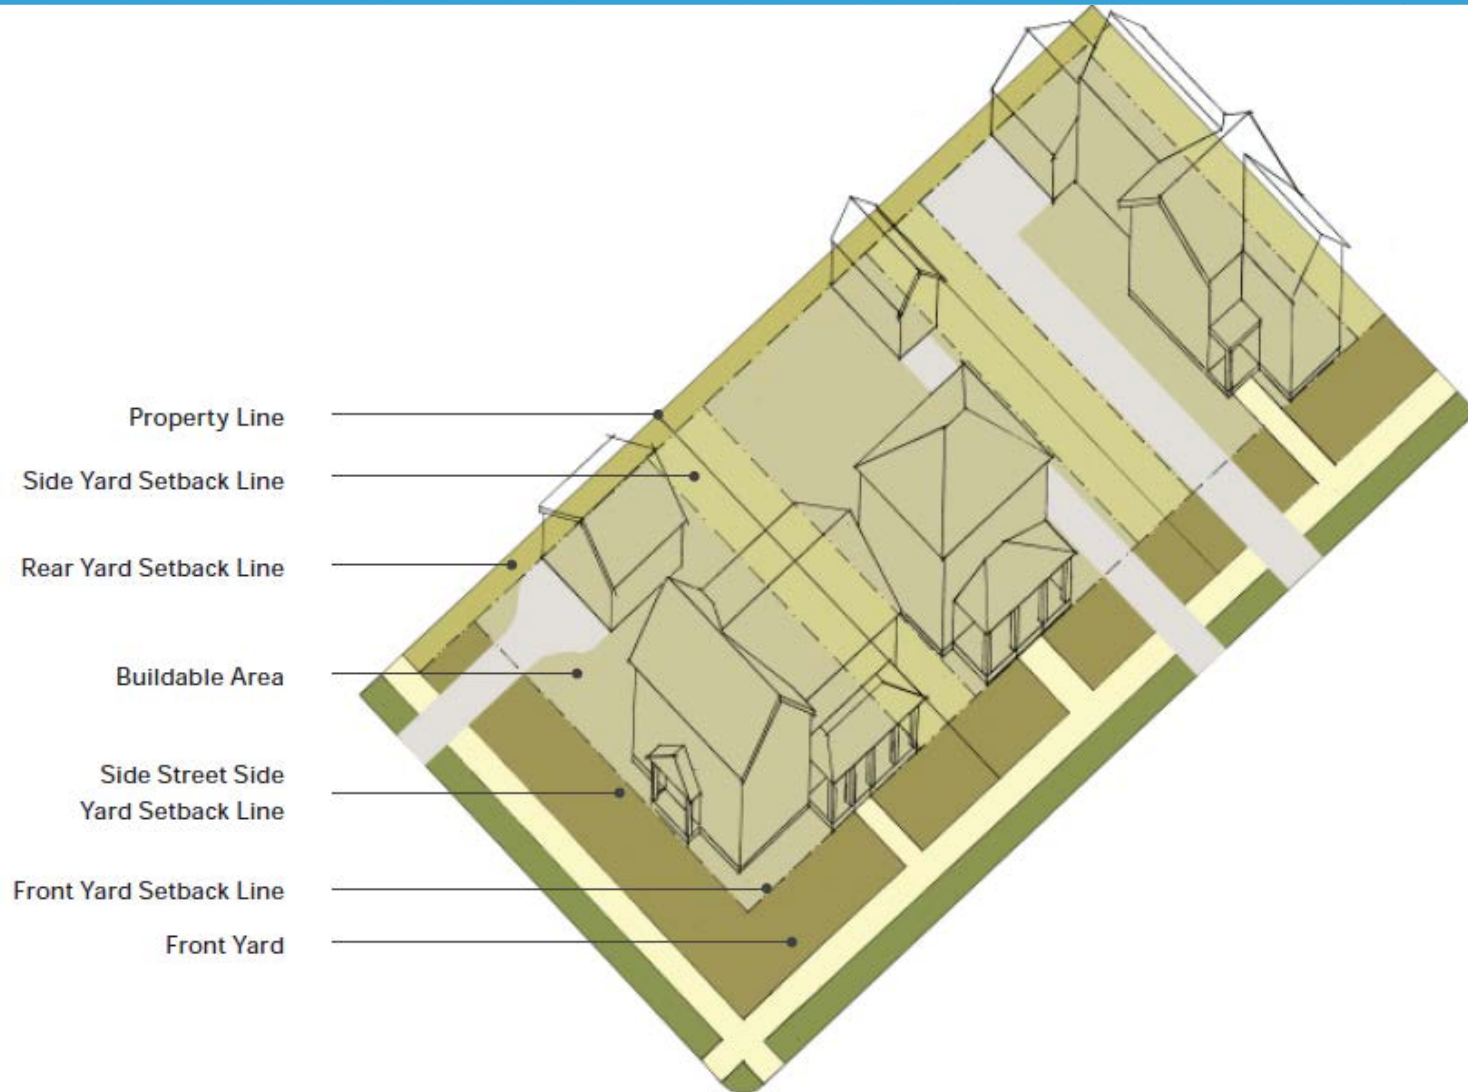 Property Line
Side Yard Setback Line
Rear Yard Setback Line
Buildable Area
Side Street Side
Yard Setback Line
Front Yard Setback Line
Front Yard